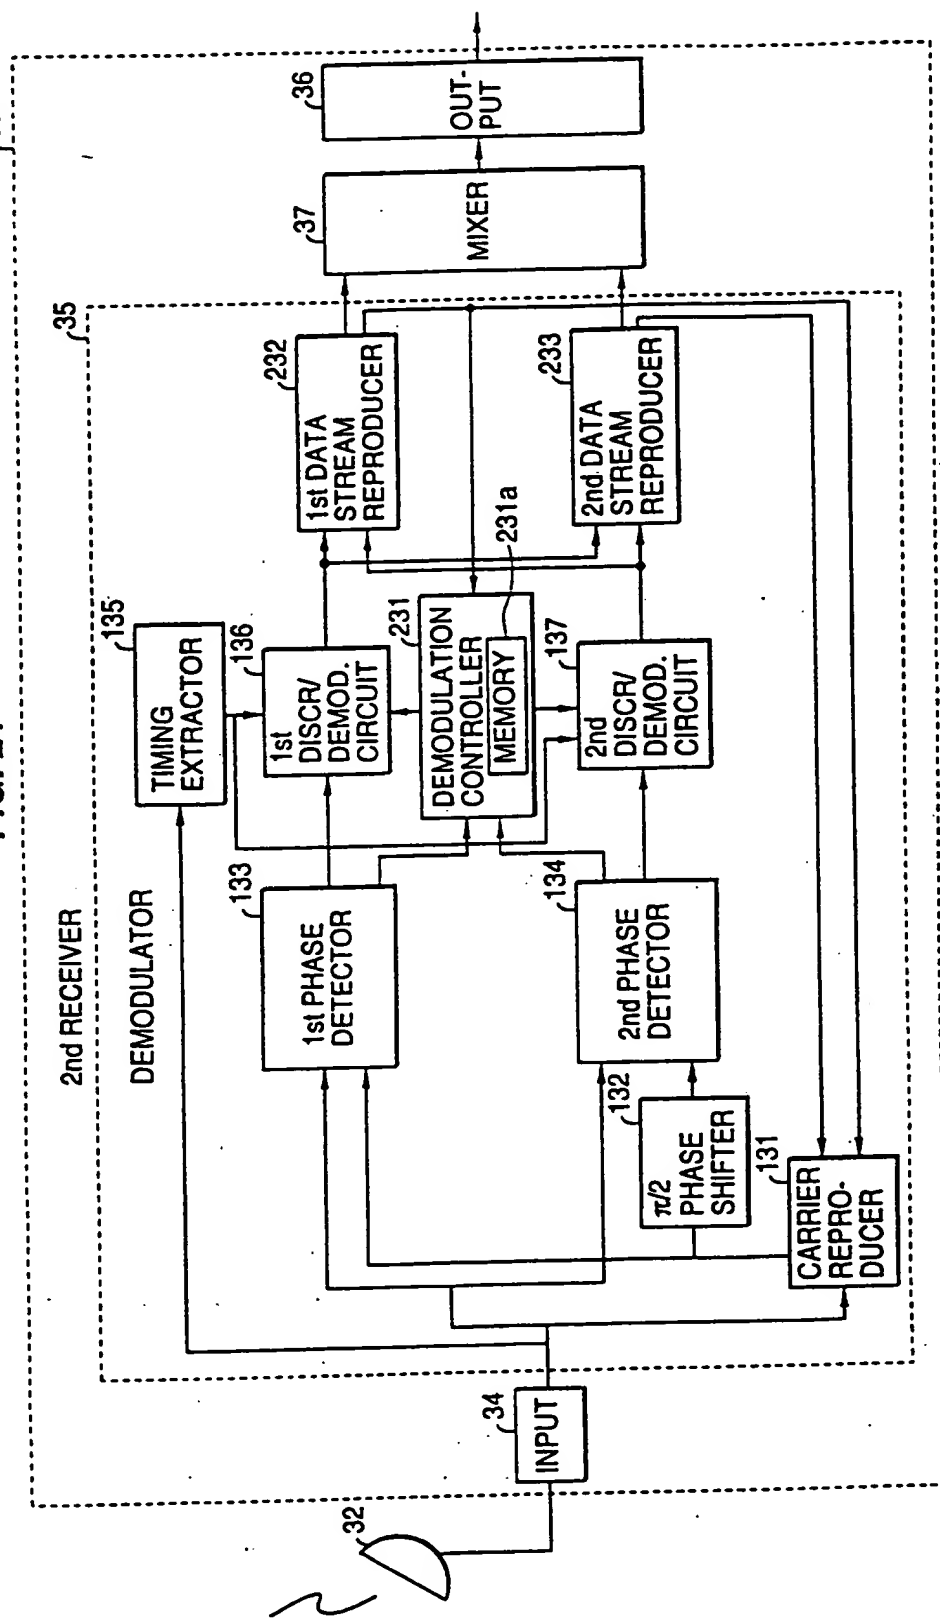 2nd RECEIVER
DEMODULATOR
35
32
34
INPUT
135
TIMING
EXTRACTOR
133
1st PHASE
DETECTOR
136
1st
DISCR/
DEMOD.
CIRCUIT
232
1st DATA
STREAM
REPRODUCER
37
MIXER
36
OUT-
PUT
231
DEMODULATION
CONTROLLER
MEMORY
231a
134
2nd PHASE
DETECTOR
137
2nd
DISCR/
DEMOD.
CIRCUIT
233
2nd DATA
STREAM
REPRODUCER
132
π/2
PHASE
SHIFTER
131
CARRIER
REPRO-
DUCER